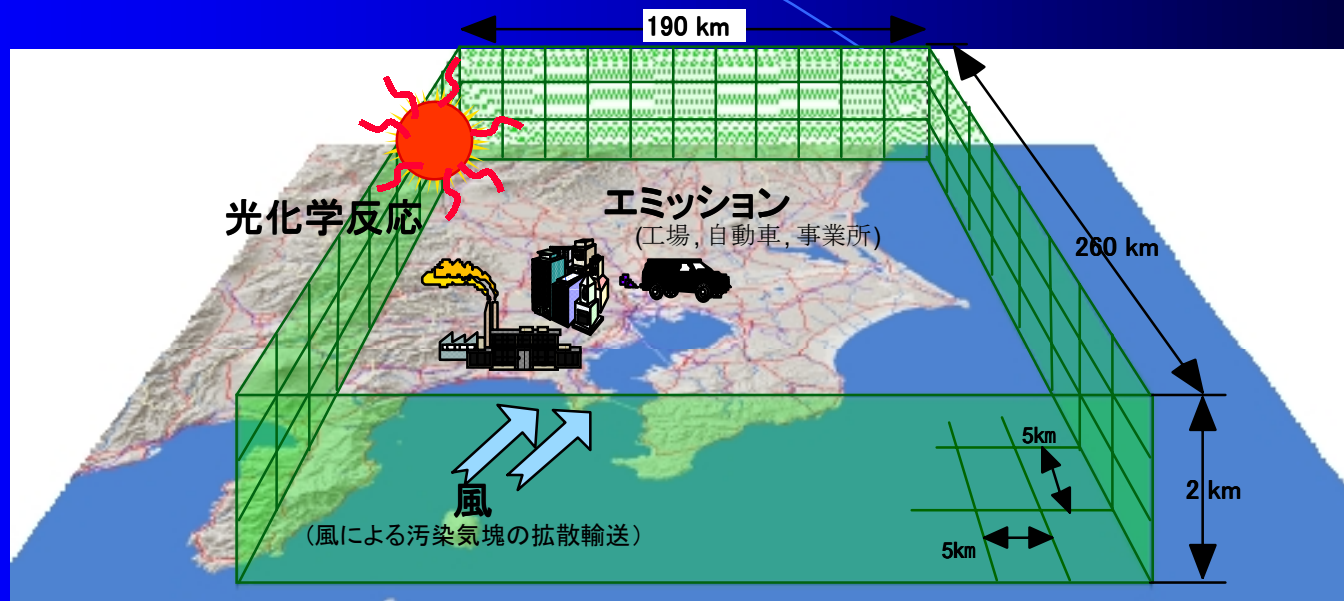 190 km
光化学反応
エミッション
(工場,自動車,事業所)
260 km
5km
2 km
風
(風による汚染気塊の拡散輸送)
5km